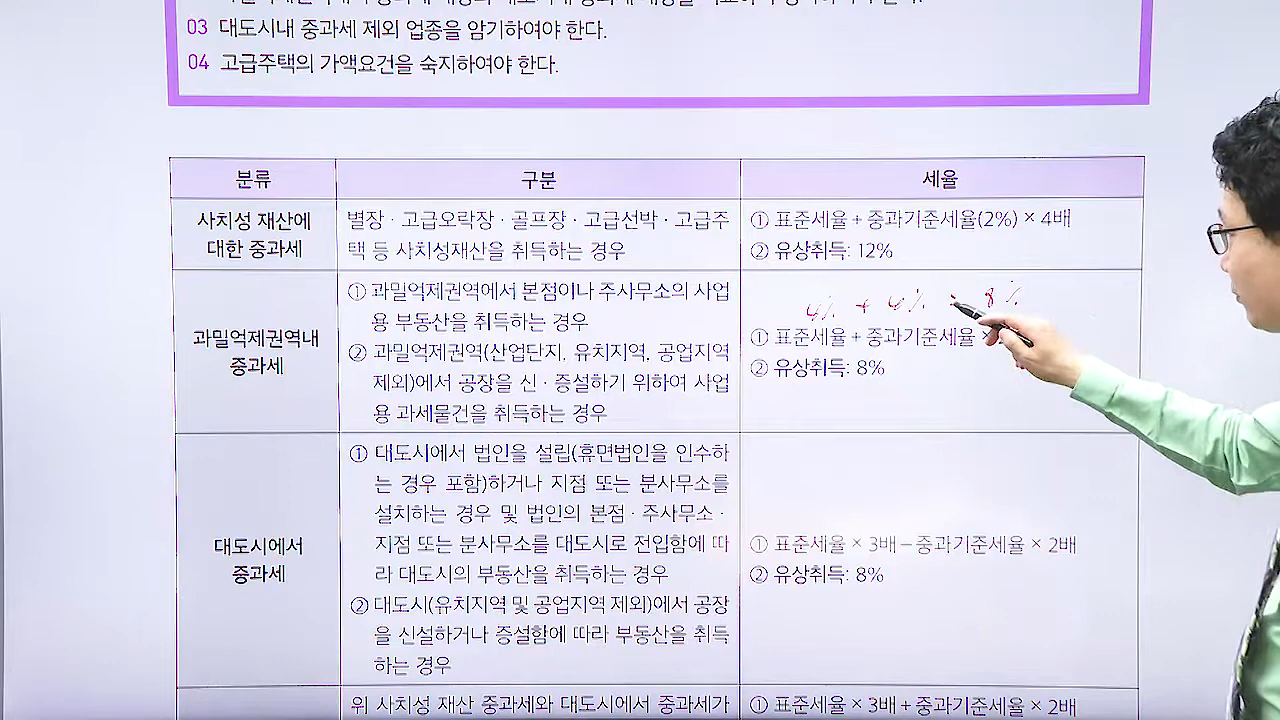 03 대도시내 중과세 제외 업종을 암기하여야 한다.
04 고급주택의 가액요건을 숙지하여야 한다.
분류 구분 세율
사치성 재산에
대한 중과세
별장 · 고급오락장 · 골프장 · 고급선박 · 고급주
택 등 사치성재산을 취득하는 경우
① 표준세율 + 중과기준세율(2%) × 4배
② 유상취득: 12%
과밀억제권역내
중과세
① 과밀억제권역에서 본점이나 주사무소의 사업
용 부동산을 취득하는 경우
② 과밀억제권역(산업단지, 유치지역, 공업지역
제외)에서 공장을 신 · 증설하기 위하여 사업
용 과세물건을 취득하는 경우
4% + 4% 8%
① 표준세율 + 중과기준세율
② 유상취득: 8%
대도시에서
중과세
① 대도시에서 법인을 설립(휴면법인을 인수하
는 경우 포함)하거나 지점 또는 분사무소를
설치하는 경우 및 법인의 본점 · 주사무소 ·
지점 또는 분사무소를 대도시로 전입함에 따
라 대도시의 부동산을 취득하는 경우
② 대도시(유치지역 및 공업지역 제외)에서 공장
을 신설하거나 증설함에 따라 부동산을 취득
하는 경우
① 표준세율 × 3배 – 중과기준세율 × 2배
② 유상취득: 8%
위 사치성 재산 중과세와 대도시에서 중과세가
① 표준세율 × 3배 + 중과기준세율 × 2배